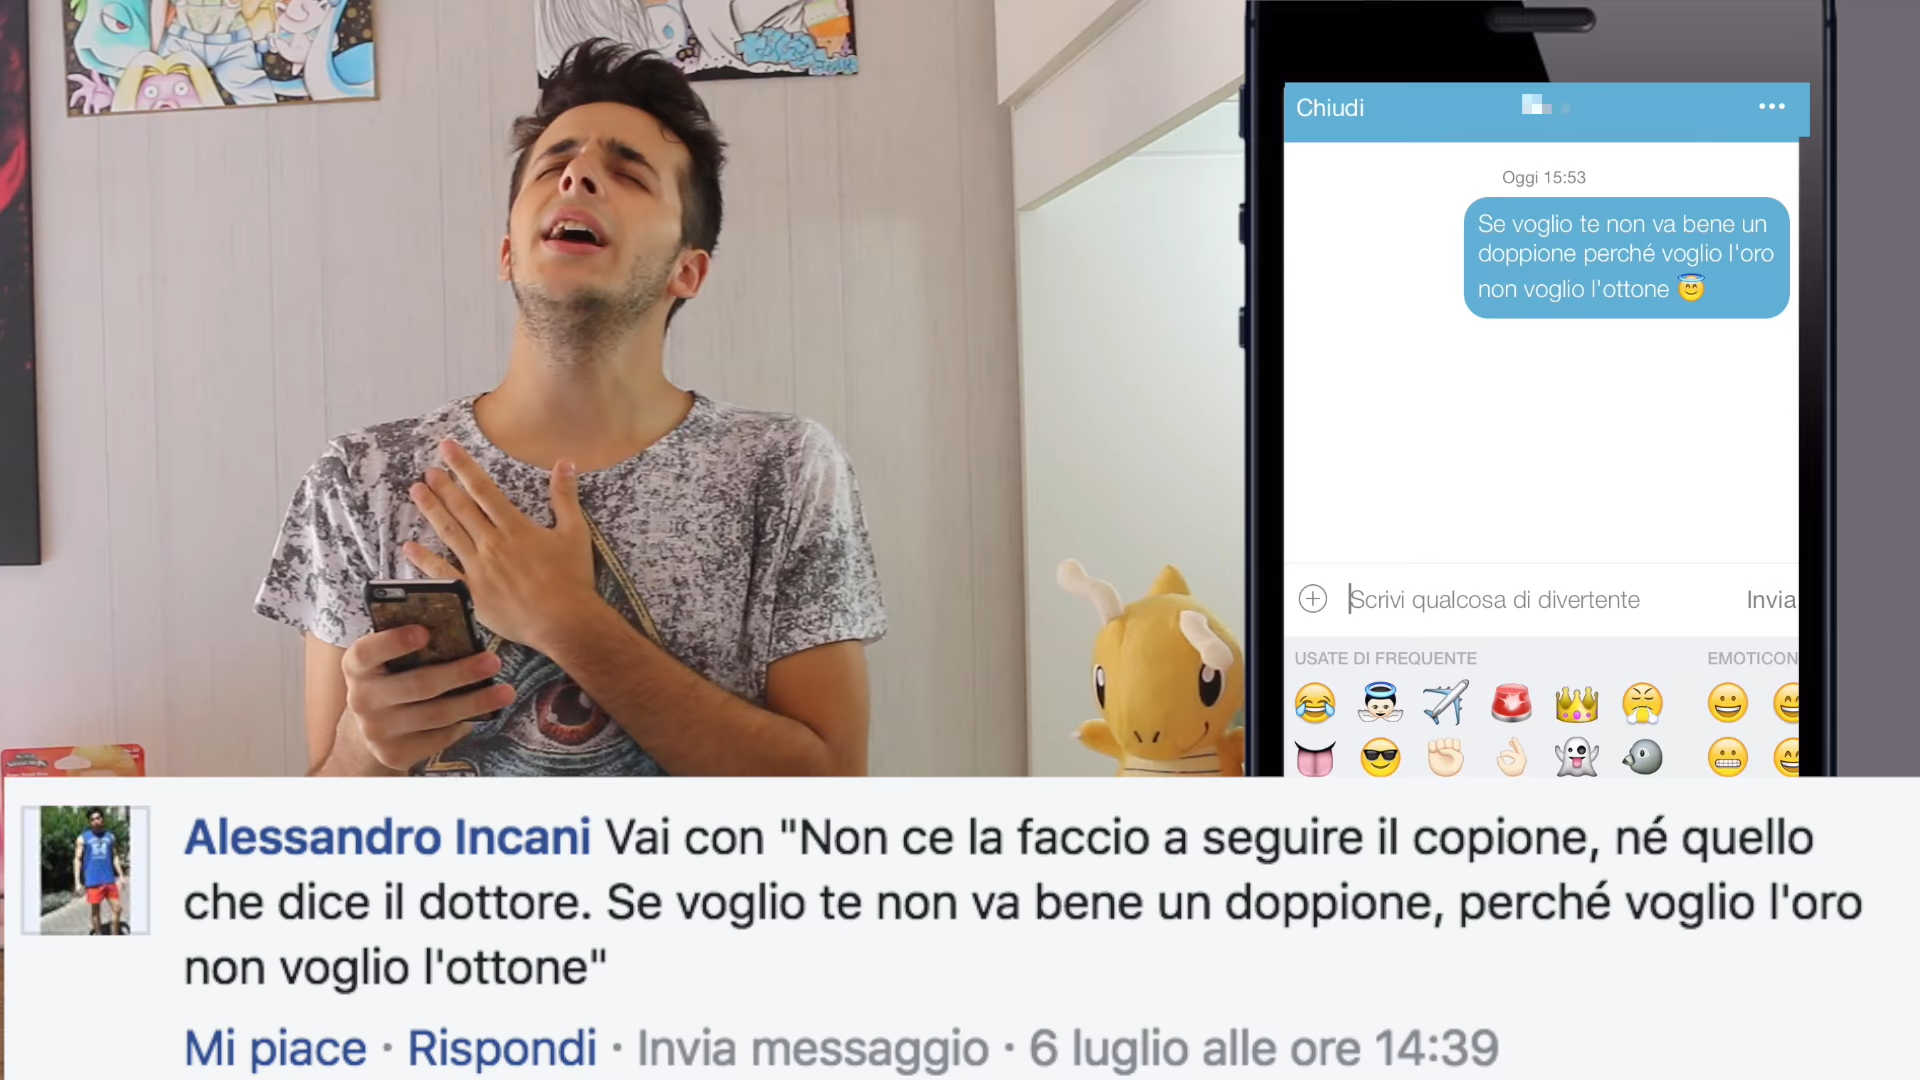 Chiudi
Oggi 15:53
Se voglio te non va bene un
doppione perché voglio l'oro
non voglio l'ottone 😇
Scrivi qualcosa di divertente
Invia
USATE DI FREQUENTE
EMOTICON
Alessandro Incani Vai con "Non ce la faccio a seguire il copione, né quello
che dice il dottore. Se voglio te non va bene un doppione, perché voglio l'oro
non voglio l'ottone"
Mi piace · Rispondi · Invia messaggio · 6 luglio alle ore 14:39